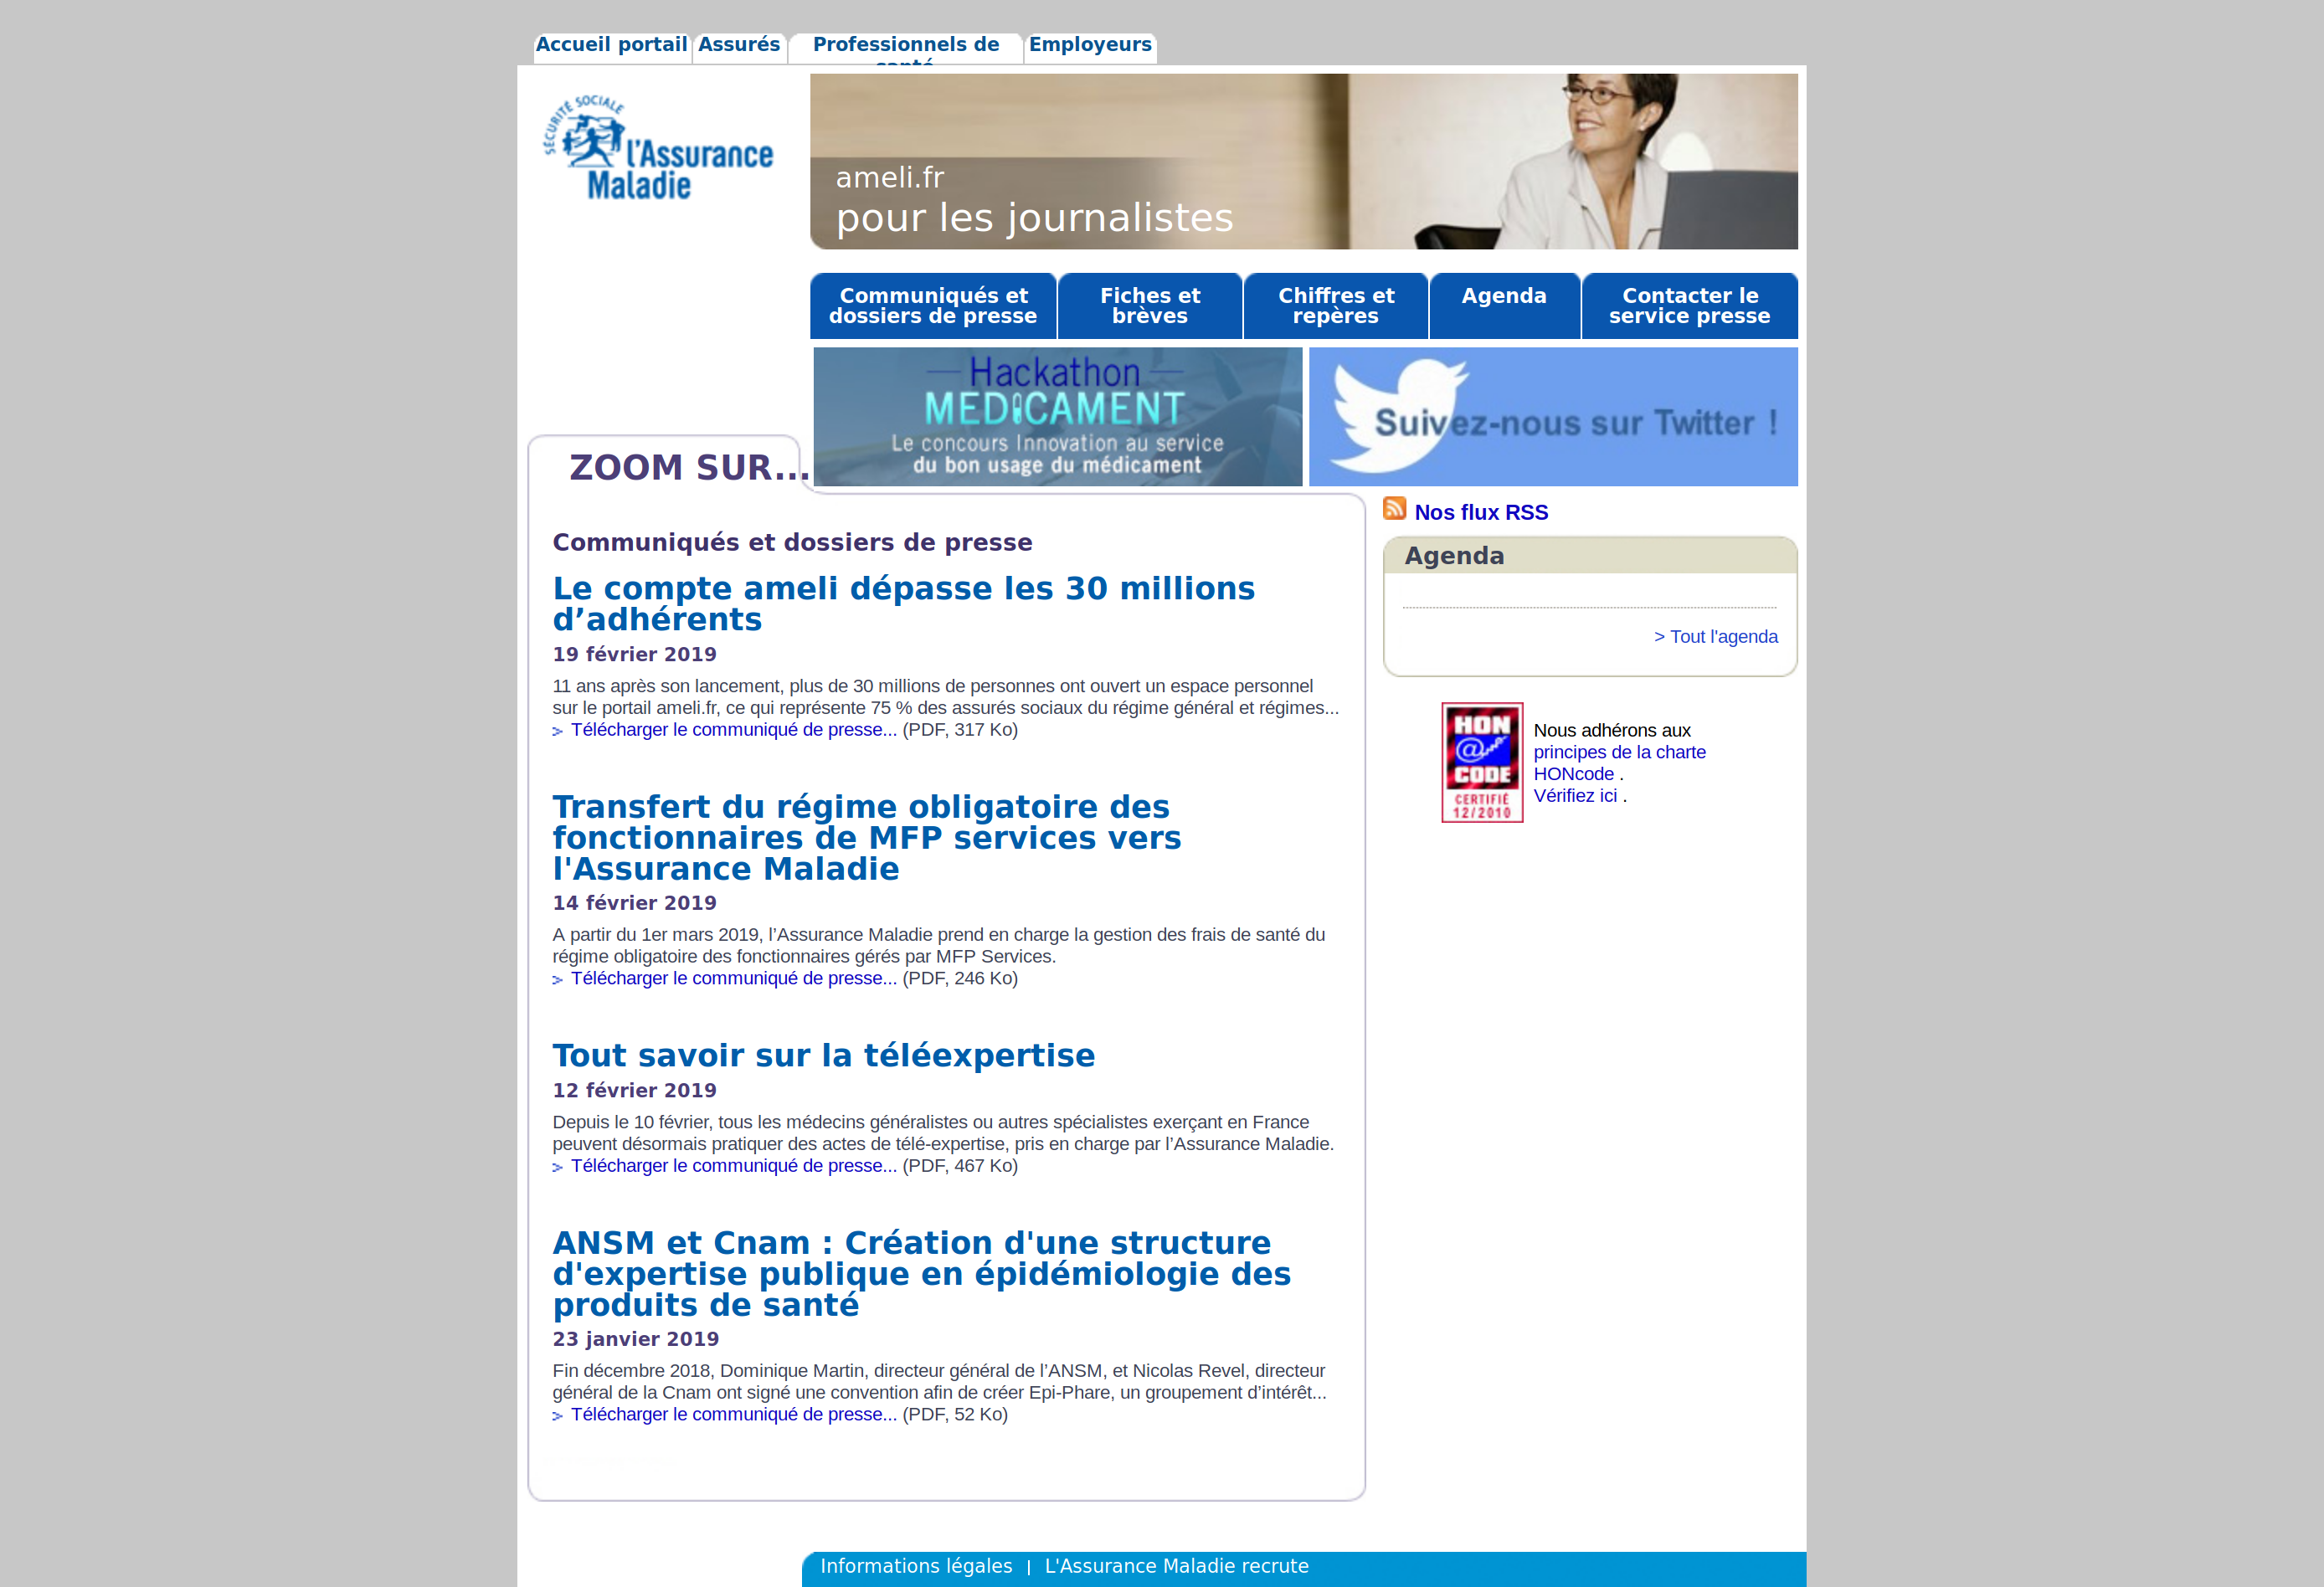 Accueil portail
Assurés
Professionnels de
santé
Employeurs
SÉCURITÉ SOCIALE
l'Assurance
Maladie
ameli.fr
pour les journalistes
Communiqués et
dossiers de presse
Fiches et
brèves
Chiffres et
repères
Agenda
Contacter le
service presse
Hackathon
MEDICAMENT
Le concours Innovation au service
du bon usage du médicament
Suivez-nous sur Twitter !
ZOOM SUR...
Communiqués et dossiers de presse
Le compte ameli dépasse les 30 millions
d’adhérents
19 février 2019
11 ans après son lancement, plus de 30 millions de personnes ont ouvert un espace personnel
sur le portail ameli.fr, ce qui représente 75 % des assurés sociaux du régime général et régimes...
Télécharger le communiqué de presse... (PDF, 317 Ko)
Transfert du régime obligatoire des
fonctionnaires de MFP services vers
l'Assurance Maladie
14 février 2019
A partir du 1er mars 2019, l’Assurance Maladie prend en charge la gestion des frais de santé du
régime obligatoire des fonctionnaires gérés par MFP Services.
Télécharger le communiqué de presse... (PDF, 246 Ko)
Tout savoir sur la téléexpertise
12 février 2019
Depuis le 10 février, tous les médecins généralistes ou autres spécialistes exerçant en France
peuvent désormais pratiquer des actes de télé-expertise, pris en charge par l’Assurance Maladie.
Télécharger le communiqué de presse... (PDF, 467 Ko)
ANSM et Cnam : Création d'une structure
d'expertise publique en épidémiologie des
produits de santé
23 janvier 2019
Fin décembre 2018, Dominique Martin, directeur général de l’ANSM, et Nicolas Revel, directeur
général de la Cnam ont signé une convention afin de créer Epi-Phare, un groupement d’intérêt...
Télécharger le communiqué de presse... (PDF, 52 Ko)
Nos flux RSS
Agenda
> Tout l'agenda
HON
@
CODE
CERTIFIÉ
12/2010
Nous adhérons aux
principes de la charte
HONcode .
Vérifiez ici .
Informations légales | L'Assurance Maladie recrute